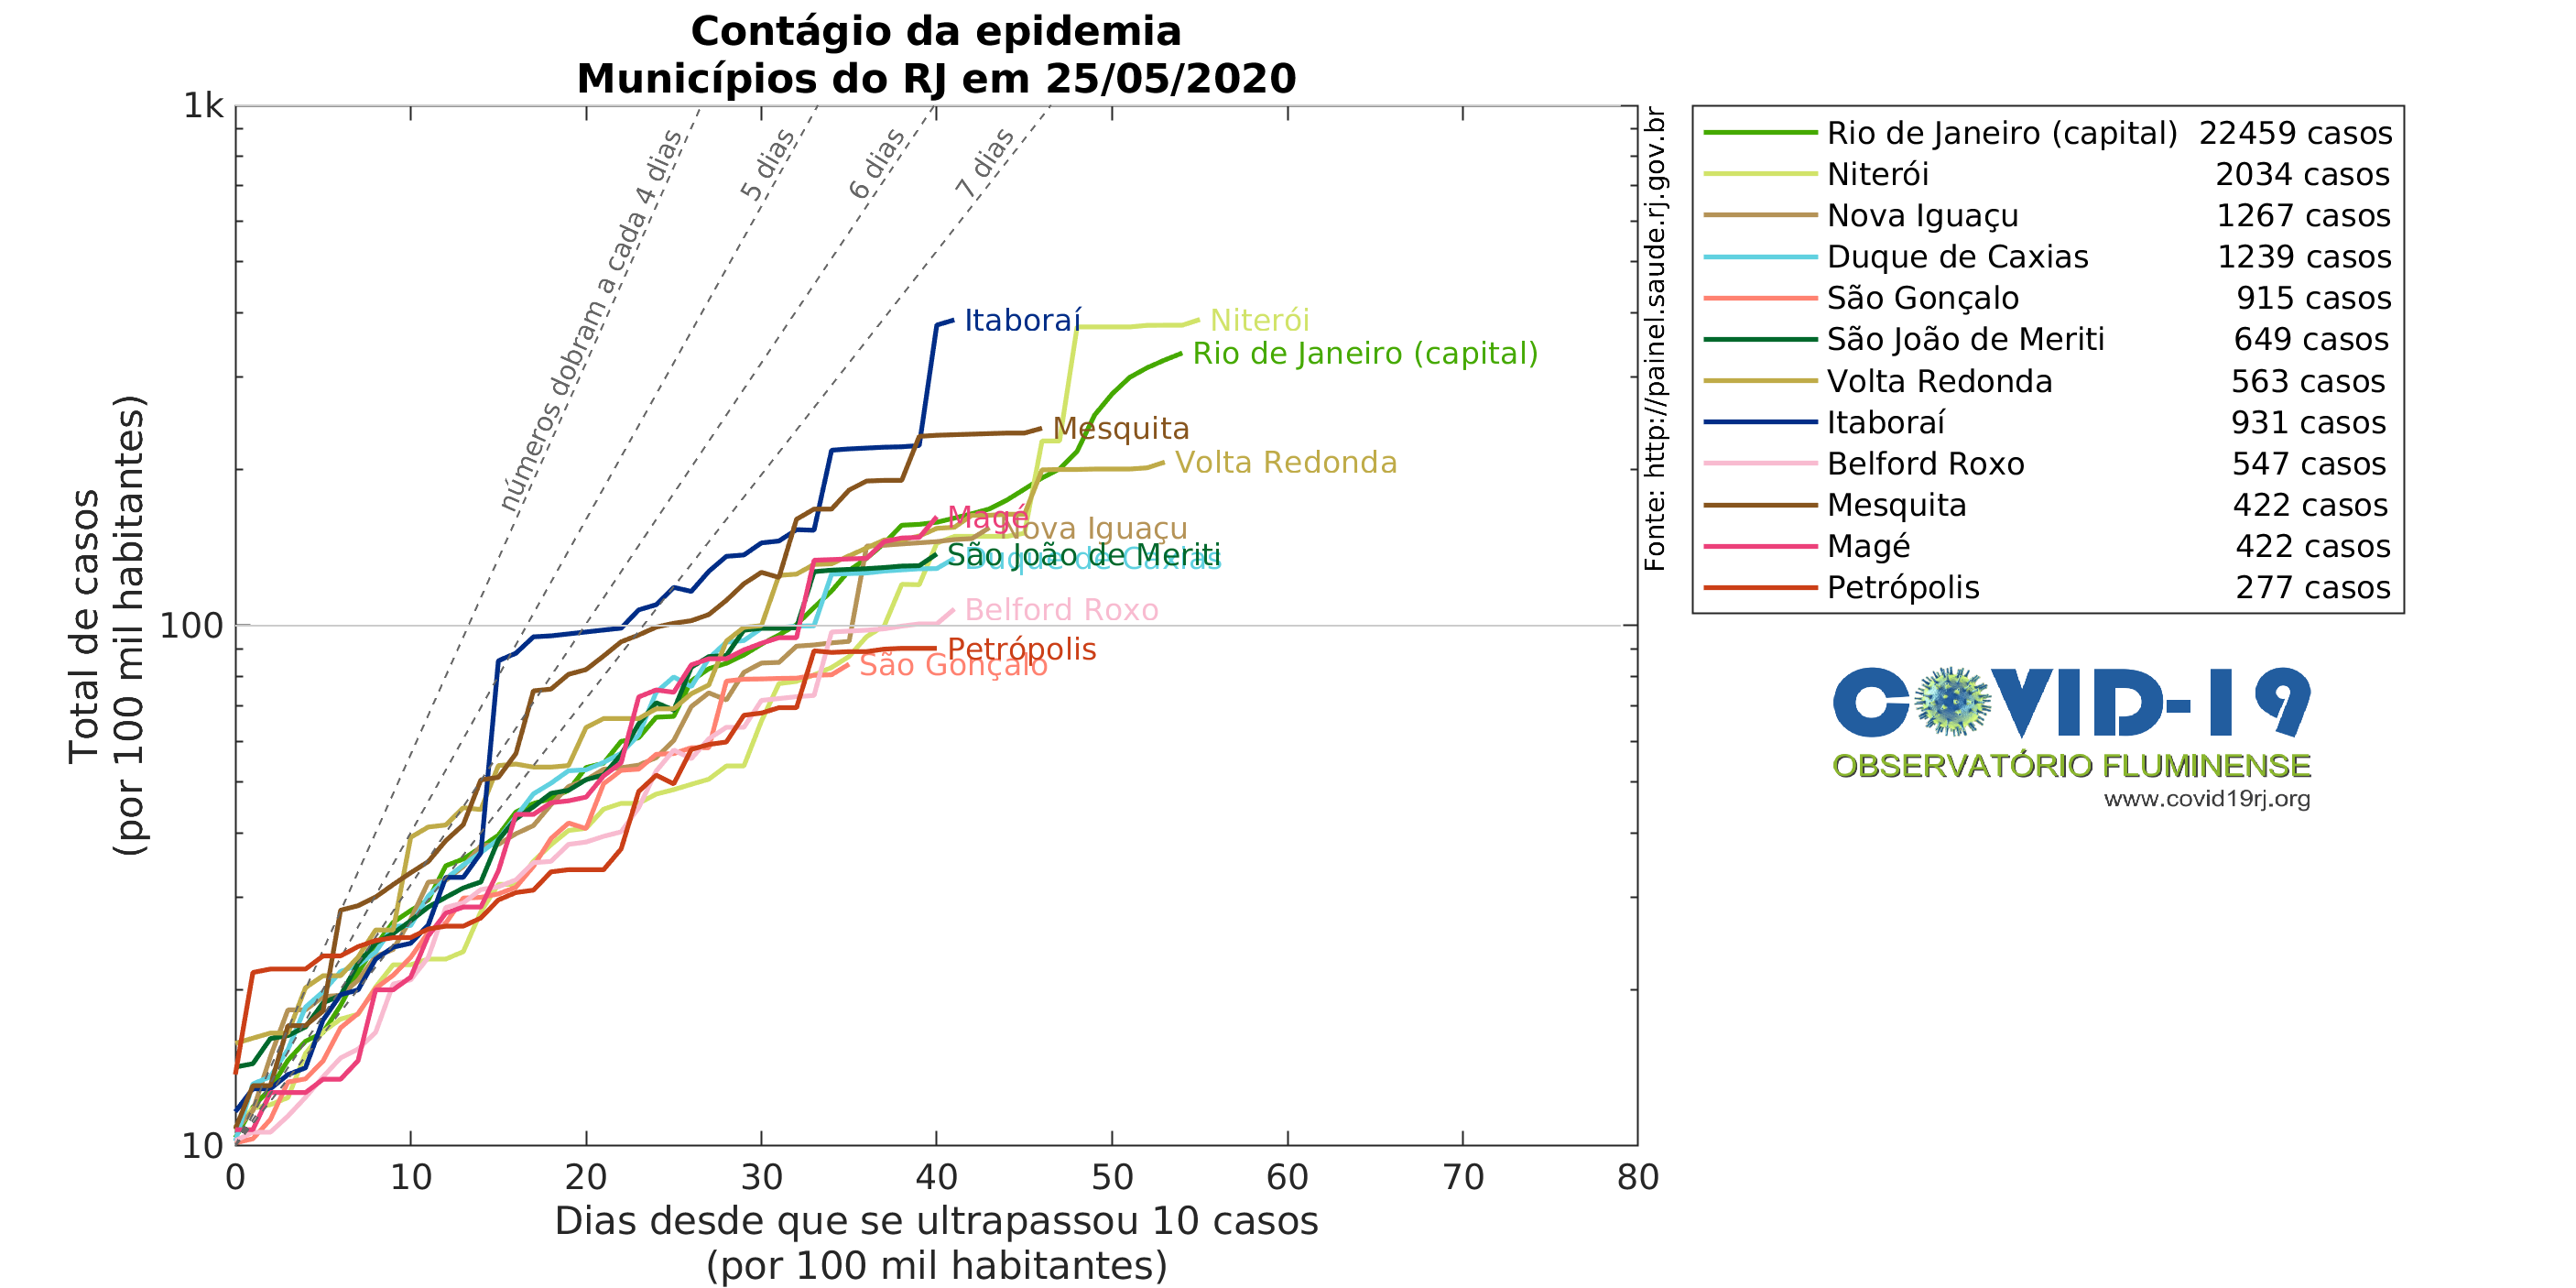 Contágio da epidemia
Municípios do RJ em 25/05/2020
1k
100
10
0 10 20 30 40 50 60 70 80
Total de casos
(por 100 mil habitantes)
Dias desde que se ultrapassou 10 casos
(por 100 mil habitantes)
números dobram a cada 4 dias
5 dias
6 dias
7 dias
Itaboraí
Niterói
Rio de Janeiro (capital)
Mesquita
Volta Redonda
Magé
Nova Iguaçu
São João de Meriti
Duque de Caxias
Belford Roxo
Petrópolis
São Gonçalo
Fonte: http://painel.saude.rj.gov.br
Rio de Janeiro (capital) 22459 casos
Niterói 2034 casos
Nova Iguaçu 1267 casos
Duque de Caxias 1239 casos
São Gonçalo 915 casos
São João de Meriti 649 casos
Volta Redonda 563 casos
Itaboraí 931 casos
Belford Roxo 547 casos
Mesquita 422 casos
Magé 422 casos
Petrópolis 277 casos
COVID-19
OBSERVATÓRIO FLUMINENSE
www.covid19rj.org